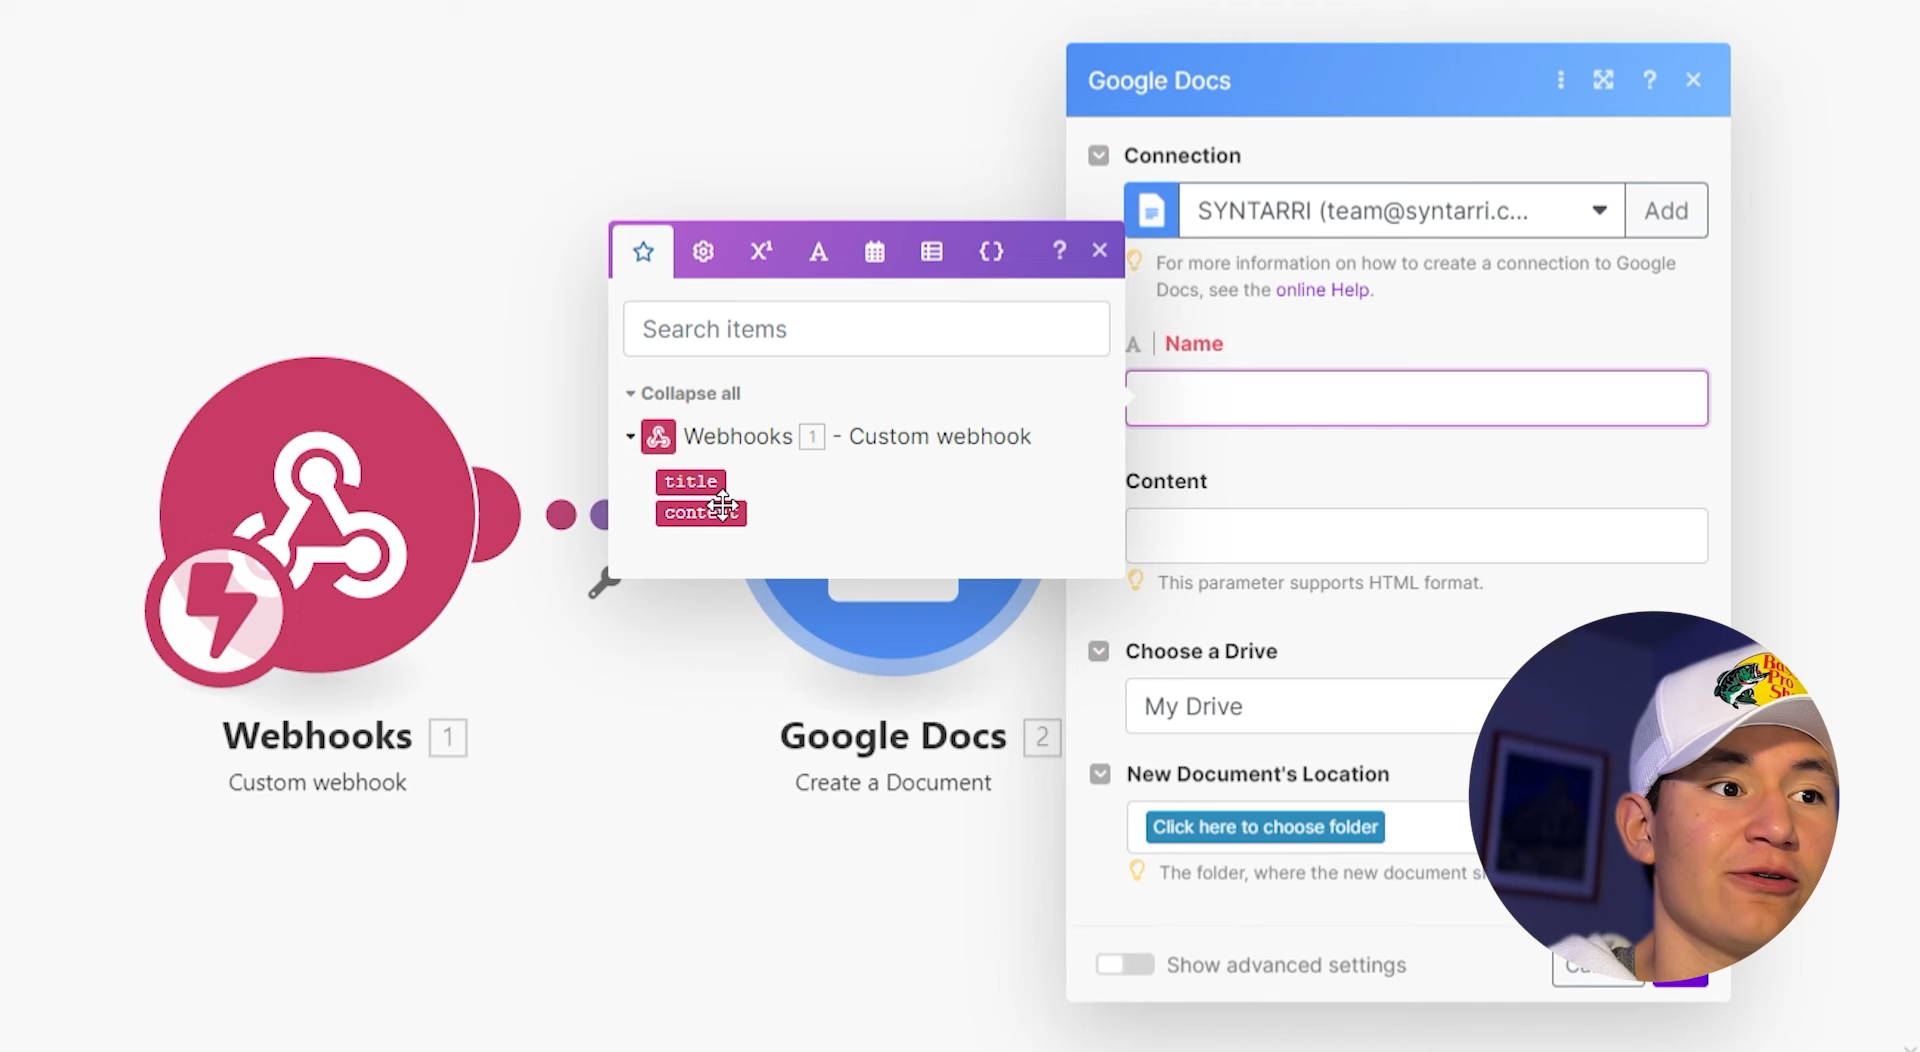 Google Docs
?
Connection
SYNTARRI (team@syntarri.c...
Add
For more information on how to create a connection to Google
Docs, see the online Help.
A
Name
Content
This parameter supports HTML format.
Choose a Drive
My Drive
New Document's Location
Click here to choose folder
The folder, where the new document
Show advanced settings
X¹
A
{}
?
Search items
Collapse all
Webhooks 1 - Custom webhook
title
content
Webhooks 1
Custom webhook
Google Docs 2
Create a Document
Pro